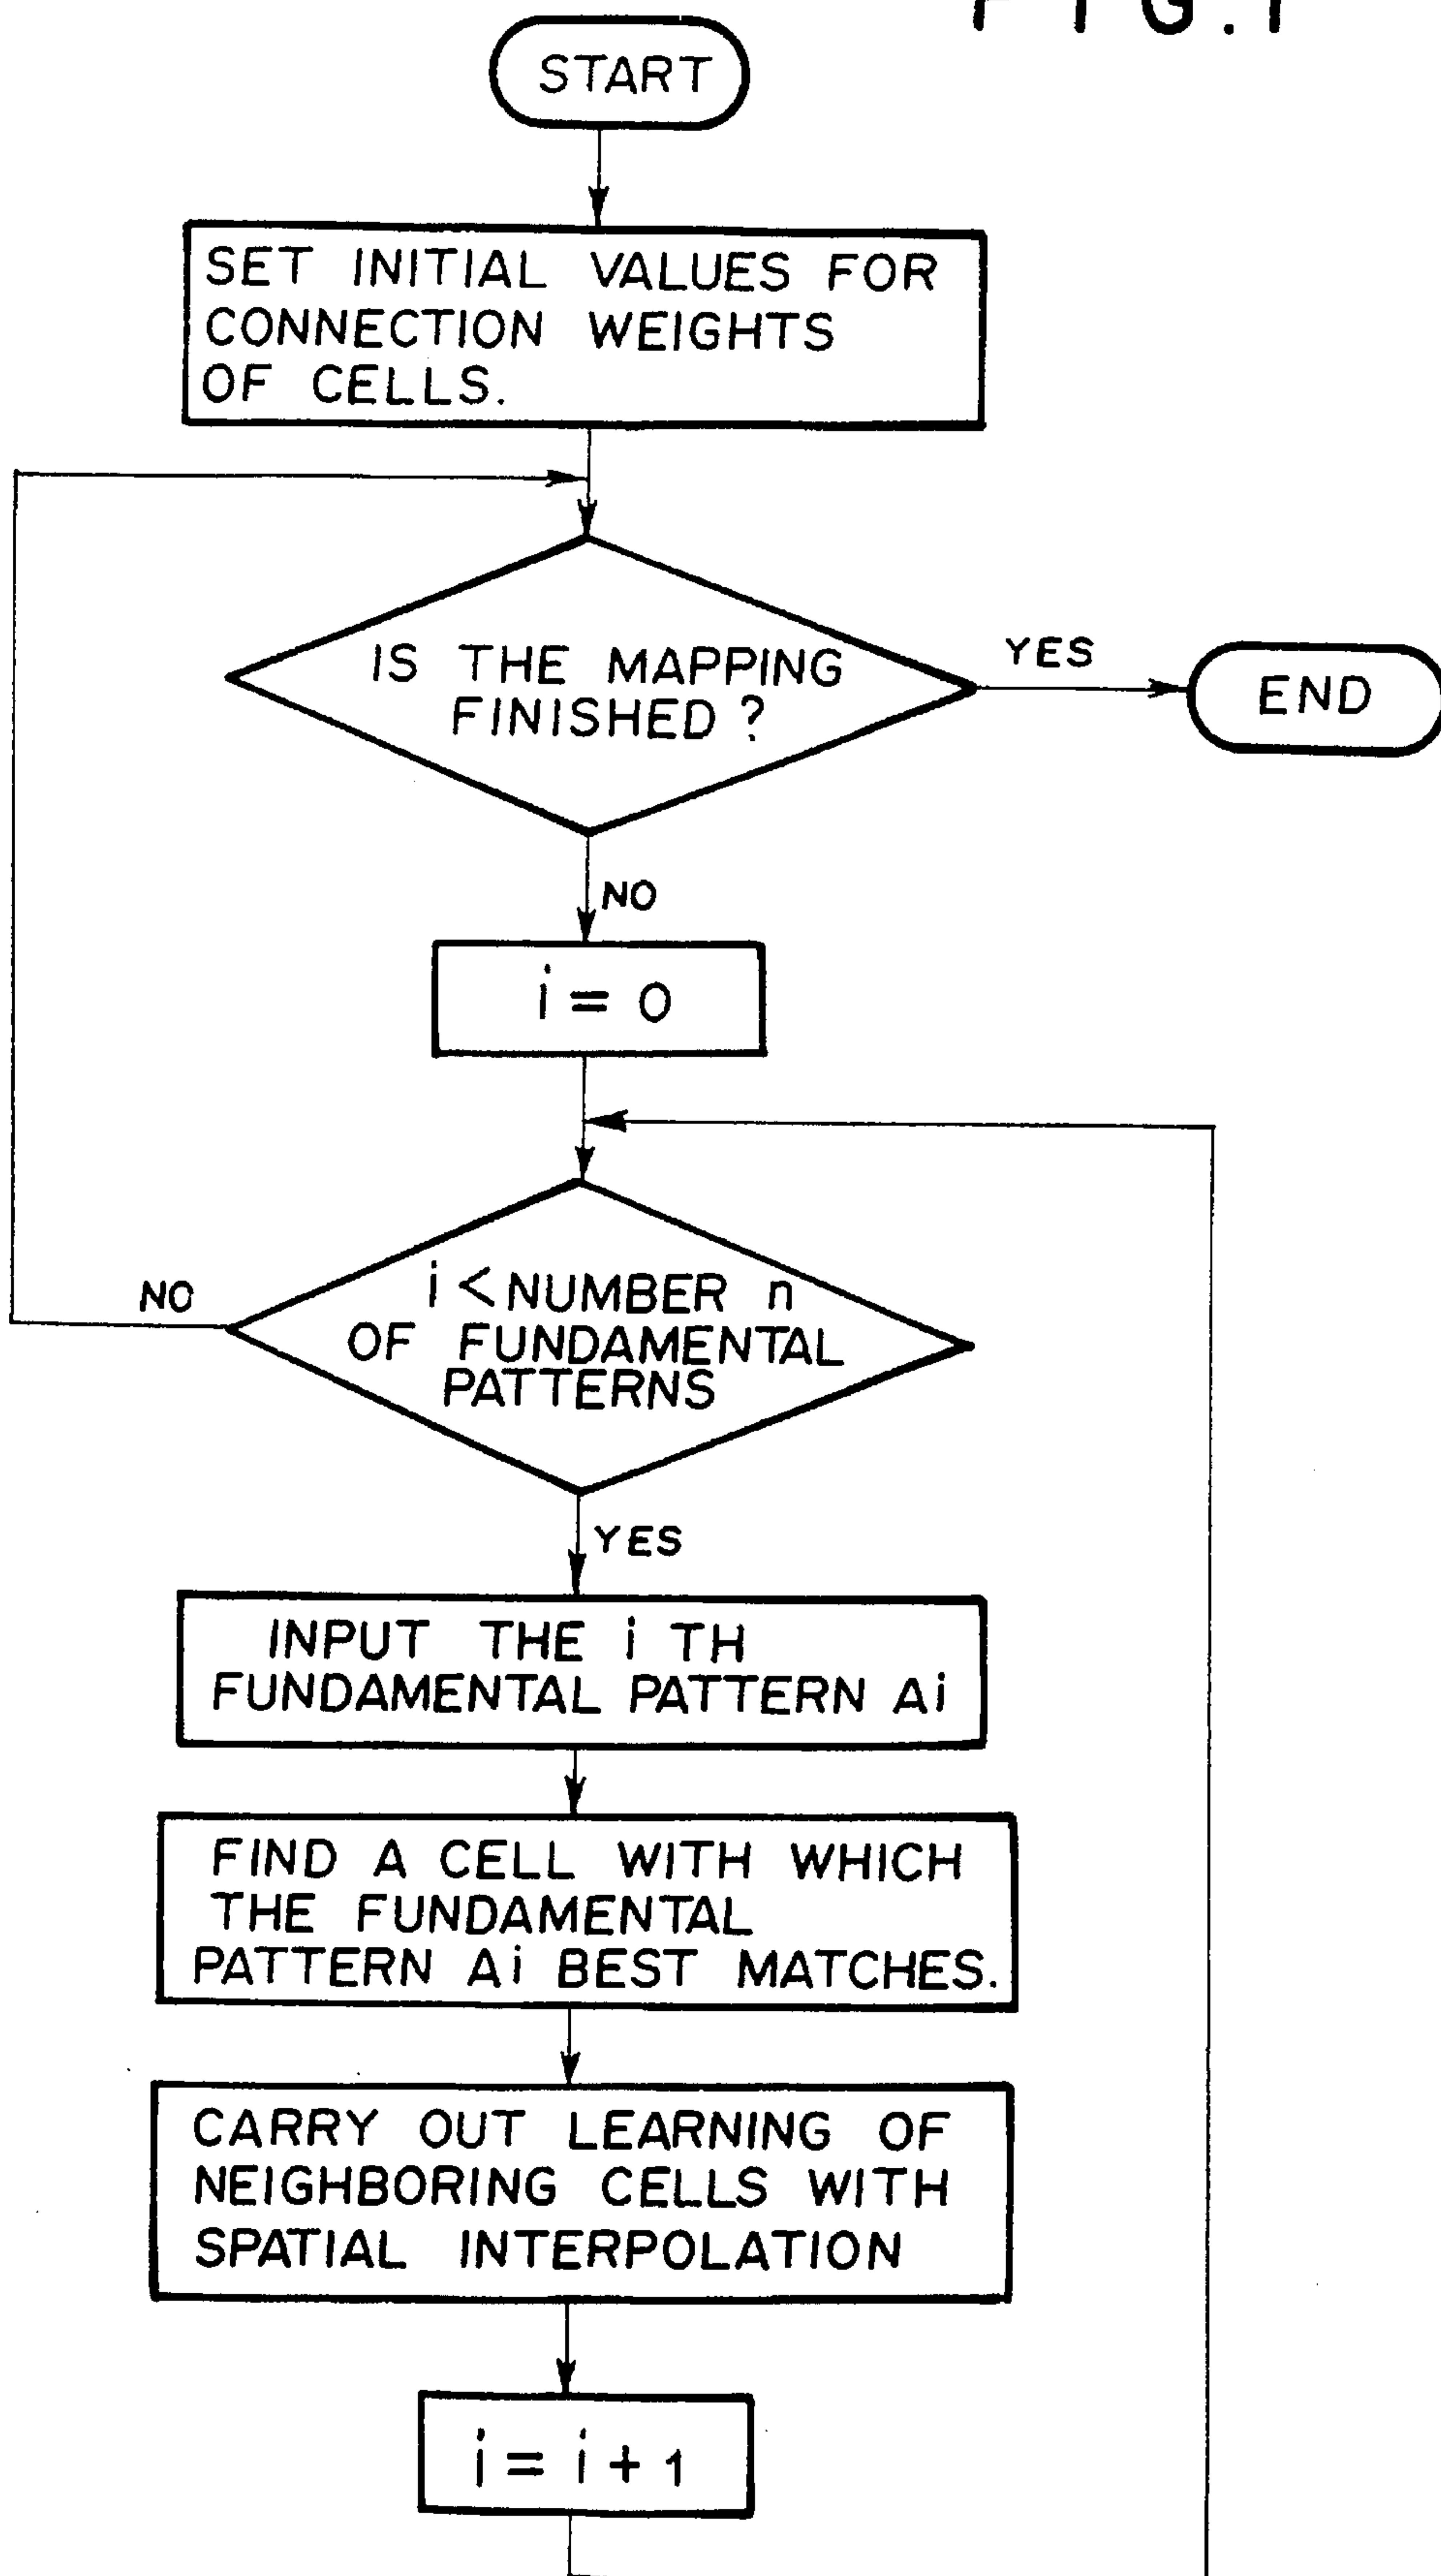 FIG.1
START
SET INITIAL VALUES FOR
CONNECTION WEIGHTS
OF CELLS.
IS THE MAPPING
FINISHED ?
YES
END
NO
i = 0
NO
i < NUMBER n
OF FUNDAMENTAL
PATTERNS
YES
INPUT THE i TH
FUNDAMENTAL PATTERN Ai
FIND A CELL WITH WHICH
THE FUNDAMENTAL
PATTERN Ai BEST MATCHES.
CARRY OUT LEARNING OF
NEIGHBORING CELLS WITH
SPATIAL INTERPOLATION
i = i + 1